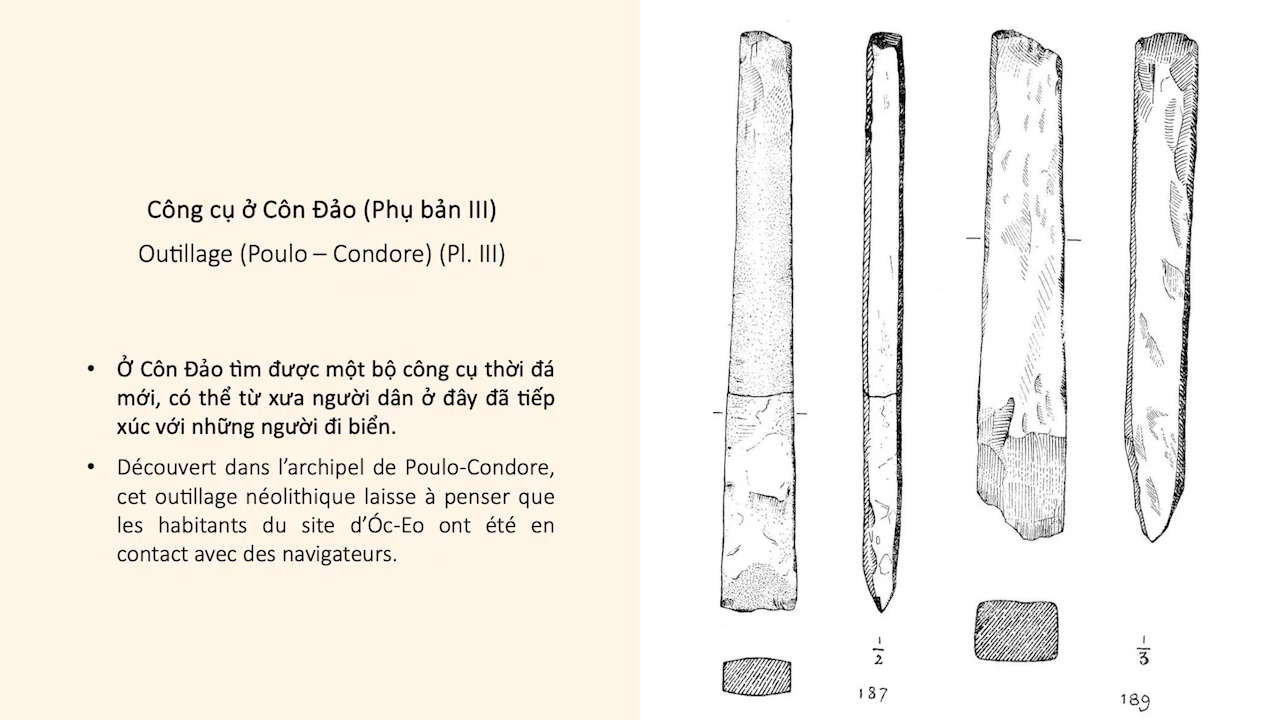 Công cụ ở Côn Đảo (Phụ bản III)
Outillage (Poulo – Condore) (Pl. III)
• Ở Côn Đảo tìm được một bộ công cụ thời đá
mới, có thể từ xưa người dân ở đây đã tiếp
xúc với những người đi biển.
• Découvert dans l’archipel de Poulo-Condore,
cet outillage néolithique laisse à penser que
les habitants du site d’Óc-Eo ont été en
contact avec des navigateurs.
1/2
187
1/3
189